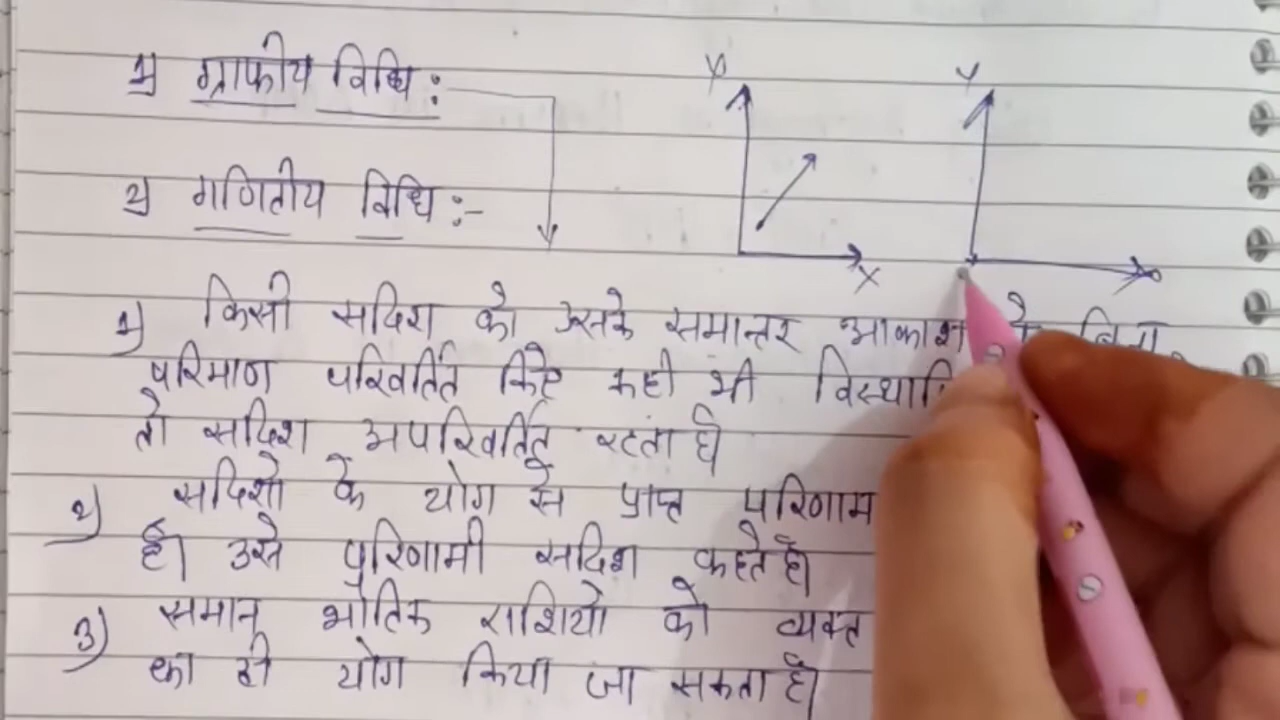 1) ग्राफीय विधि :
Y
Y
2) गणितीय विधि :-
X
1) किसी सदिश को उसके समान्तर आकाश
परिमाण परिवर्तित किए कही भी
तो सदिश अपरिवर्तित रहता है
2) सदिशो के योग से प्राप्त परिणाम
है। उसे परिणामी सदिश कहते है।
3) समान भौतिक राशियो को व्यक्त
का ही योग किया जा सकता है।